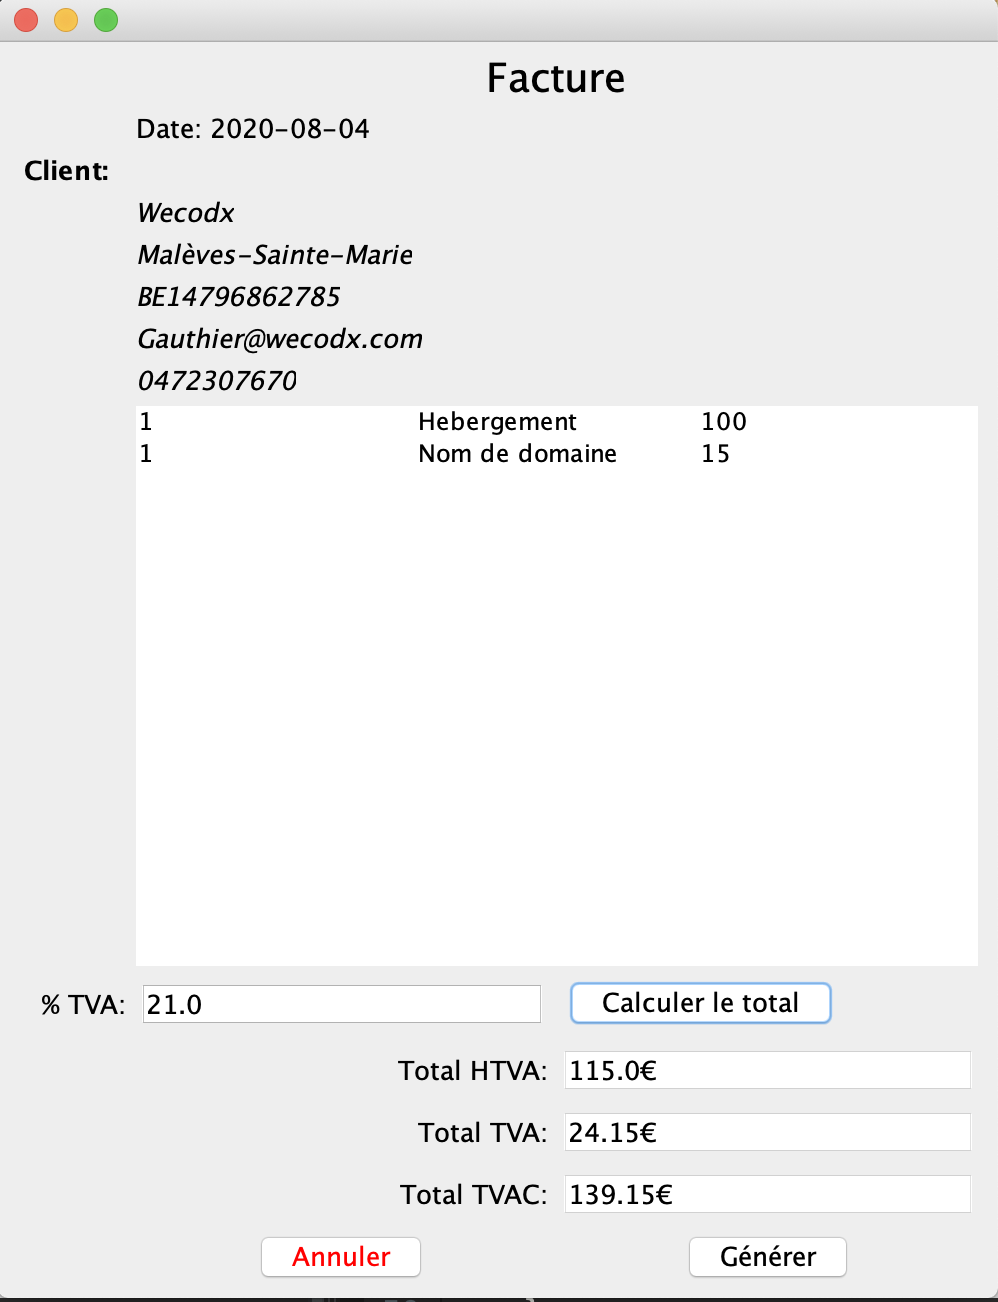 Facture
Date: 2020-08-04
Client:
Wecodx
Malèves-Sainte-Marie
BE14796862785
Gauthier@wecodx.com
0472307670
1 Hebergement 100
1 Nom de domaine 15
% TVA: 21.0 Calculer le total
Total HTVA: 115.0€
Total TVA: 24.15€
Total TVAC: 139.15€
Annuler Générer